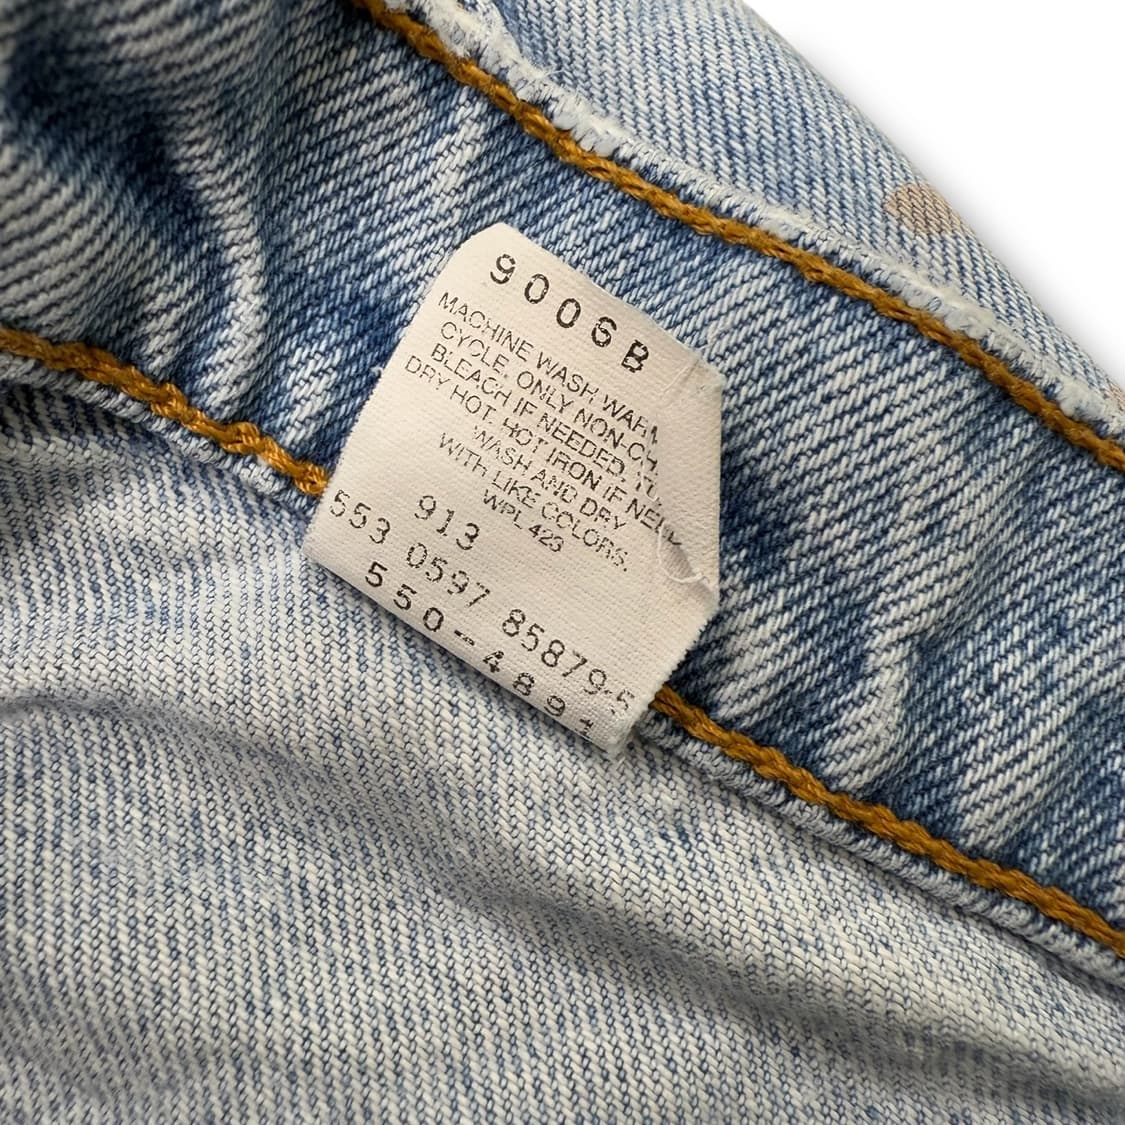 9006B
MACHINE WASH WARM
CYCLE. ONLY NON-CH
BLEACH IF NEEDED. TU
DRY HOT. HOT IRON IF NE
WASH AND DRY
WITH LIKE COLORS.
WPL 423
913
553 0597 85879-5
550-4891